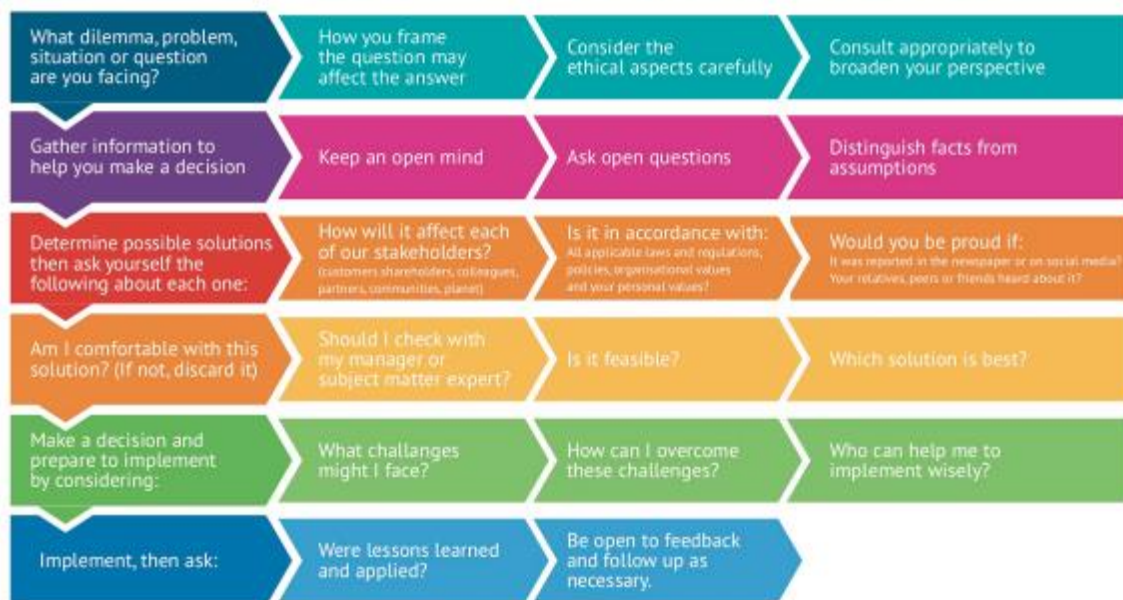 What dilemma, problem,
situation or question
are you facing?
How you frame
the question may
affect the answer
Consider the
ethical aspects carefully
Consult appropriately to
broaden your perspective
Gather information to
help you make a decision
Keep an open mind
Ask open questions
Distinguish facts from
assumptions
Determine possible solutions
then ask yourself the
following about each one:
How will it affect each
of our stakeholders?
(customers shareholders, colleagues,
partners, communities, planet)
Is it in accordance with:
All applicable laws and regulations,
policies, organisational values
and your personal values?
Would you be proud if:
It was reported in the newspaper or on social media?
Your relatives, peers or friends heard about it?
Am I comfortable with this
solution? (If not, discard it)
Should I check with
my manager or
subject matter expert?
Is it feasible?
Which solution is best?
Make a decision and
prepare to implement
by considering:
What challanges
might I face?
How can I overcome
these challenges?
Who can help me to
implement wisely?
Implement, then ask:
Were lessons learned
and applied?
Be open to feedback
and follow up as
necessary.